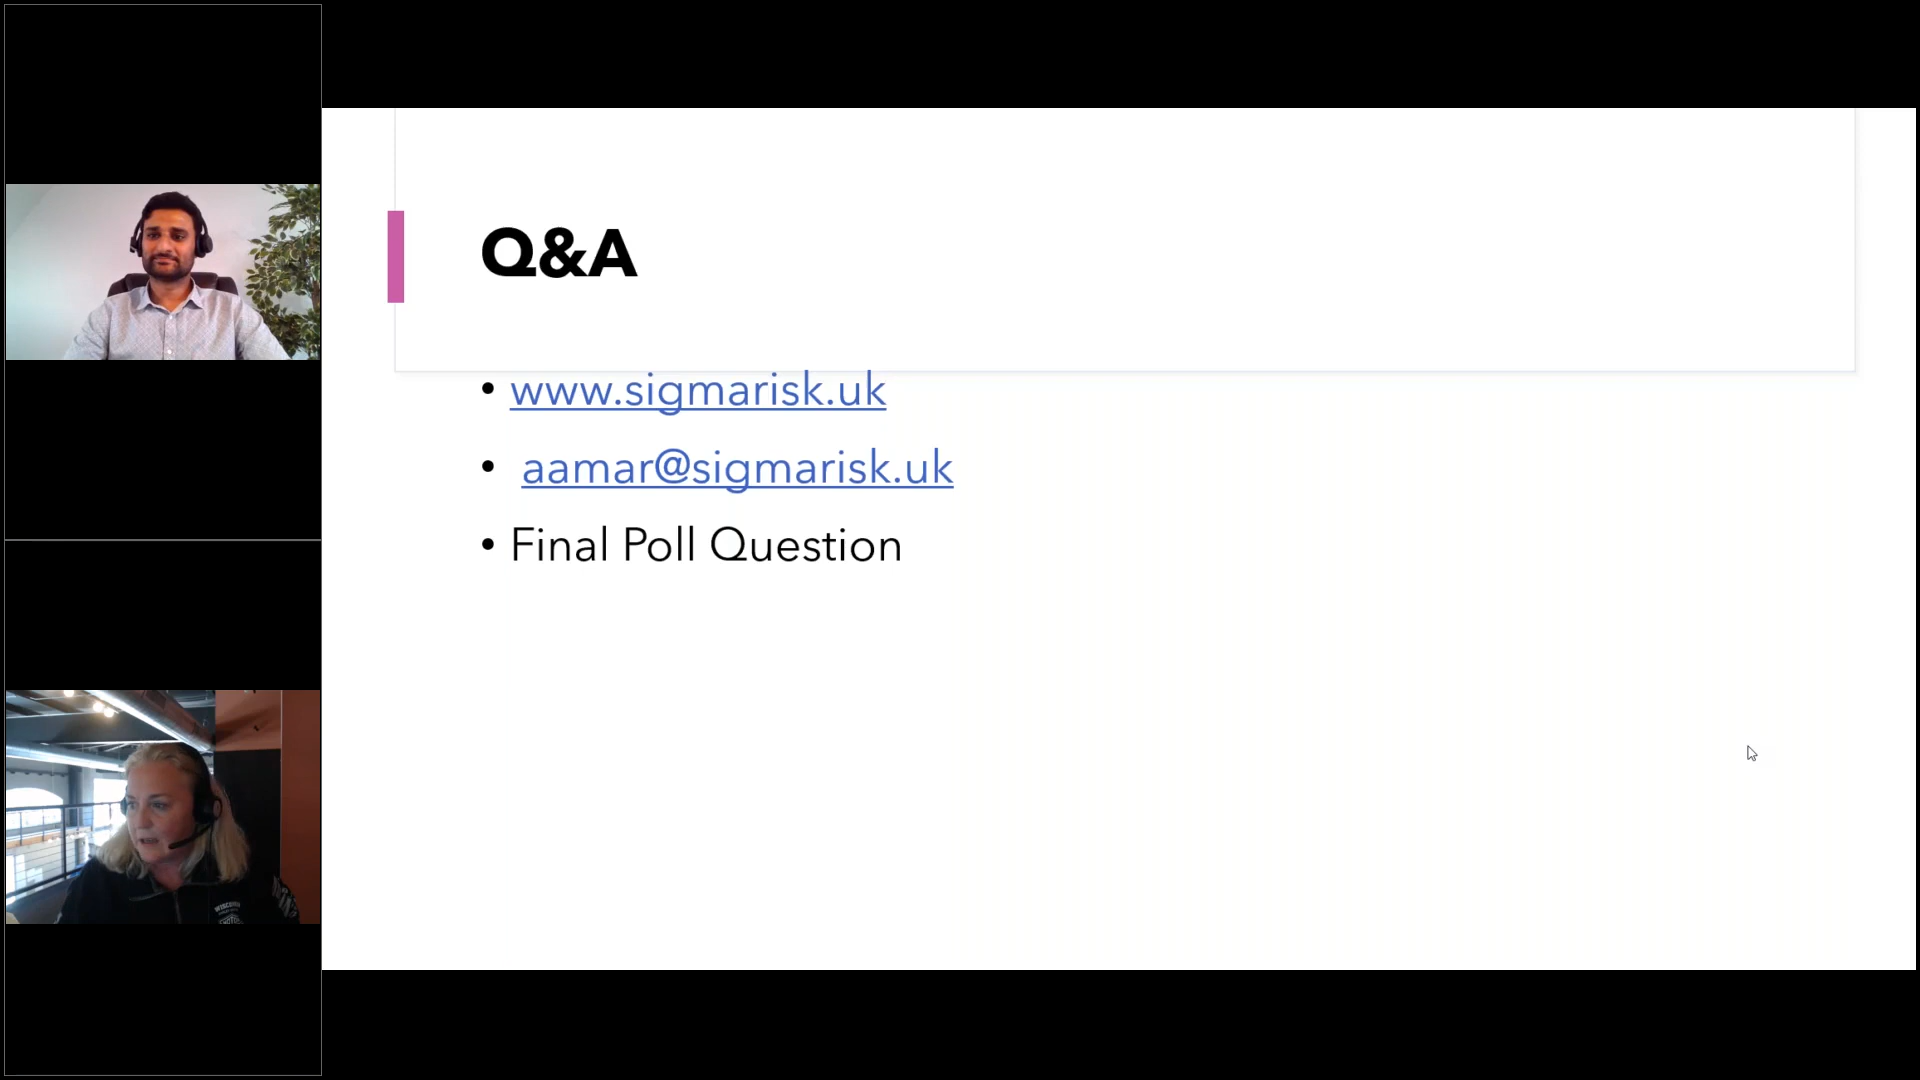 Q&A
• www.sigmarisk.uk
• aamar@sigmarisk.uk
• Final Poll Question